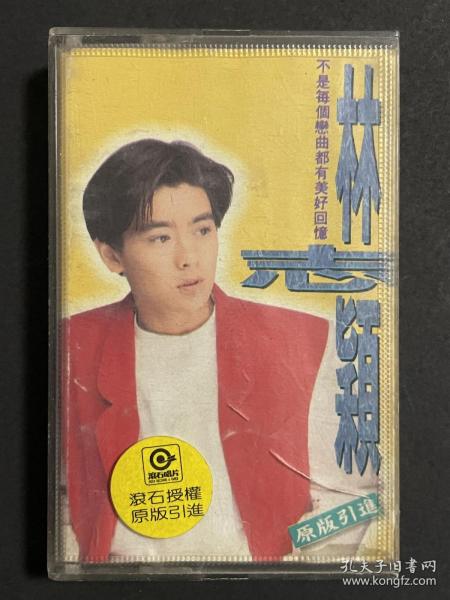 不是每個戀曲都有美好回憶
林志穎
滾石唱片
滾石授權
原版引進
原版引進
孔夫子旧书网
www.kongfz.com